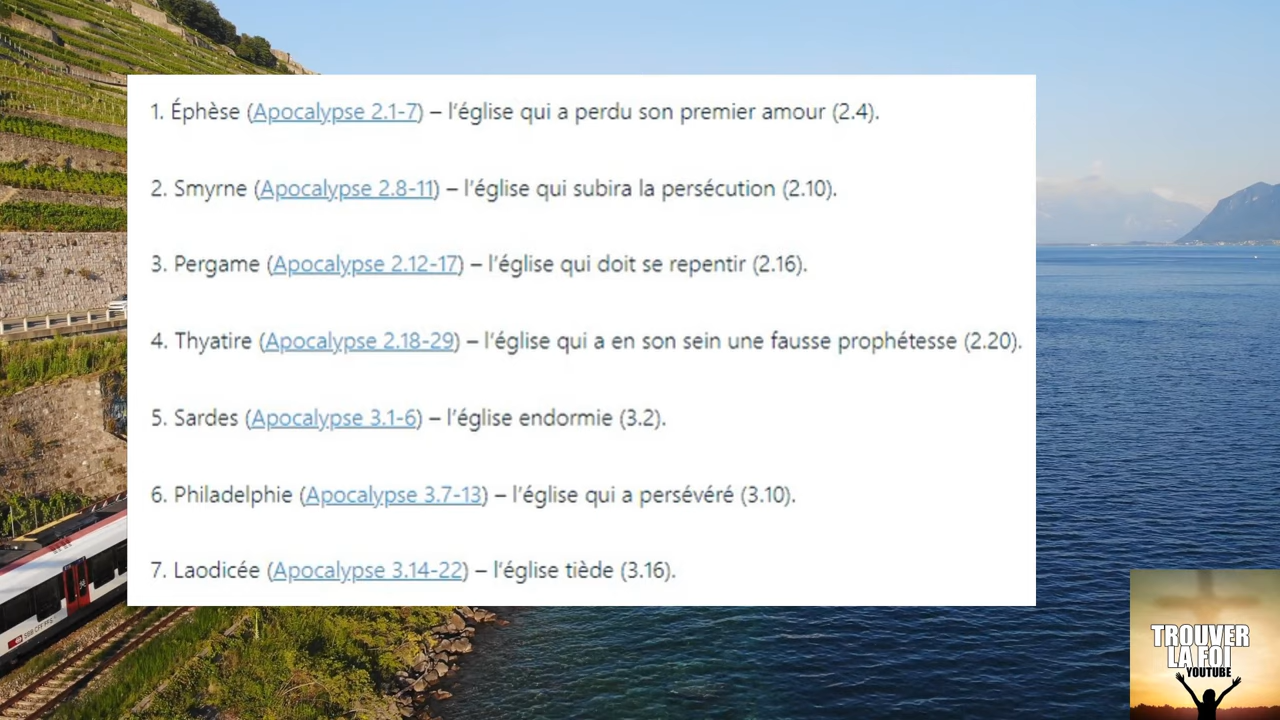 1. Éphèse (Apocalypse 2.1-7) – l'église qui a perdu son premier amour (2.4).
2. Smyrne (Apocalypse 2.8-11) – l'église qui subira la persécution (2.10).
3. Pergame (Apocalypse 2.12-17) – l'église qui doit se repentir (2.16).
4. Thyatire (Apocalypse 2.18-29) – l'église qui a en son sein une fausse prophétesse (2.20).
5. Sardes (Apocalypse 3.1-6) – l'église endormie (3.2).
6. Philadelphie (Apocalypse 3.7-13) – l'église qui a persévéré (3.10).
7. Laodicée (Apocalypse 3.14-22) – l'église tiède (3.16).
TROUVER
LA FOI
YOUTUBE